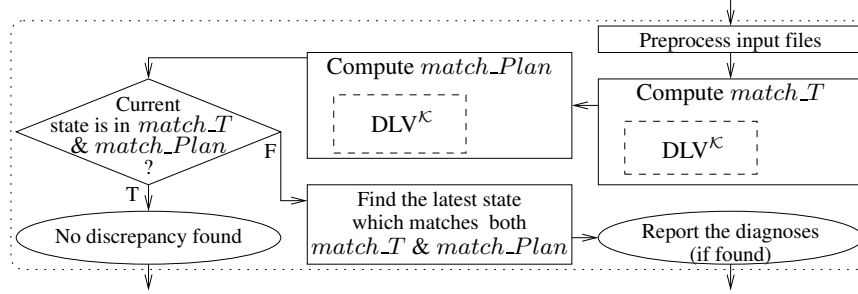 Preprocess input files
Compute match_T
DLV^K
Compute match_Plan
DLV^K
Current
state is in match_T
& match_Plan
?
F
T
No discrepancy found
Find the latest state
which matches both
match_T & match_Plan
Report the diagnoses
(if found)